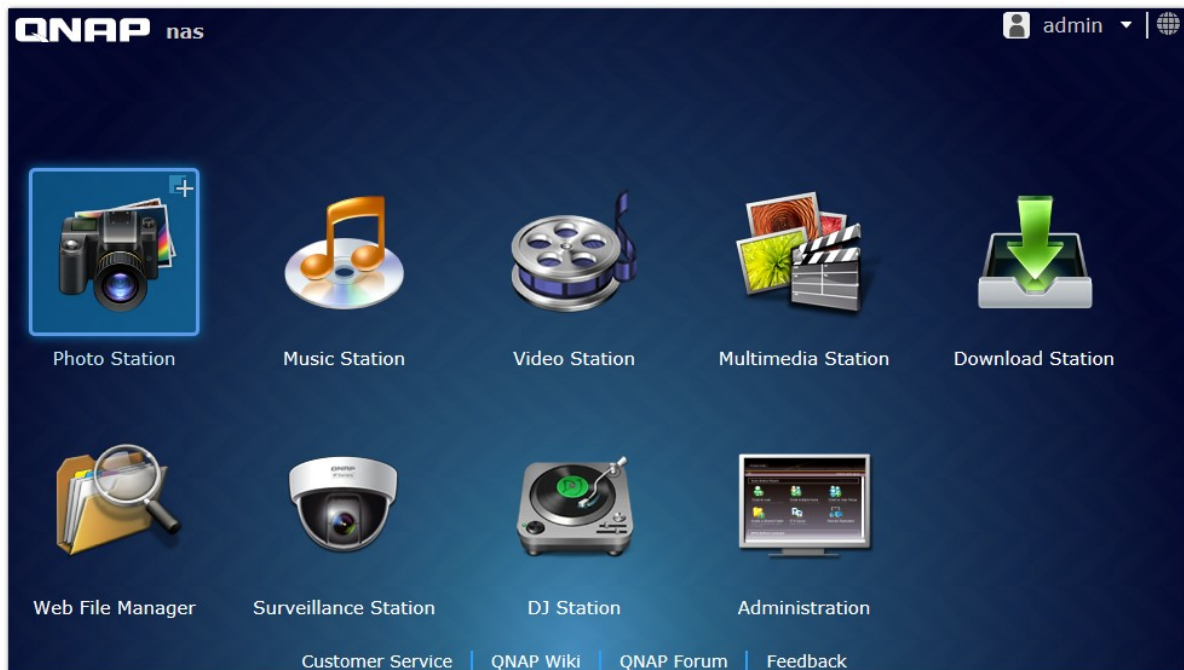 QNAP nas
admin
Photo Station
Music Station
Video Station
Multimedia Station
Download Station
QNAP
Web File Manager
Surveillance Station
DJ Station
Administration
Customer Service | QNAP Wiki | QNAP Forum | Feedback